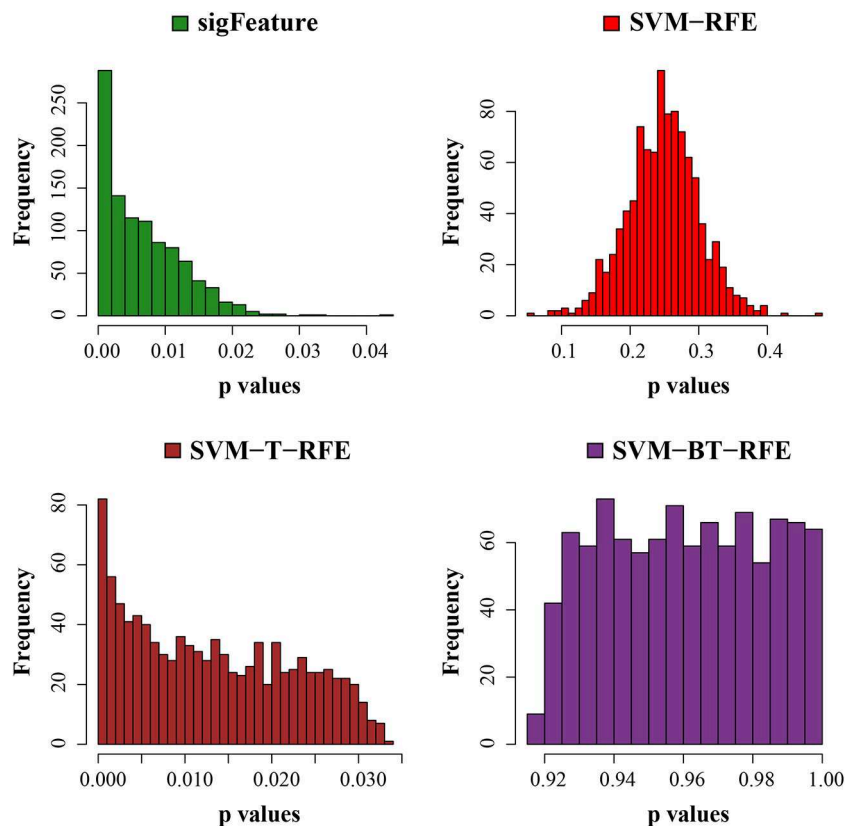 sigFeature
Frequency
0 50 100 150 200 250
0.00 0.01 0.02 0.03 0.04
p values
SVM−RFE
Frequency
0 20 40 60 80
0.1 0.2 0.3 0.4
p values
SVM−T−RFE
Frequency
0 20 40 60 80
0.000 0.010 0.020 0.030
p values
SVM−BT−RFE
Frequency
0 20 40 60
0.92 0.94 0.96 0.98 1.00
p values